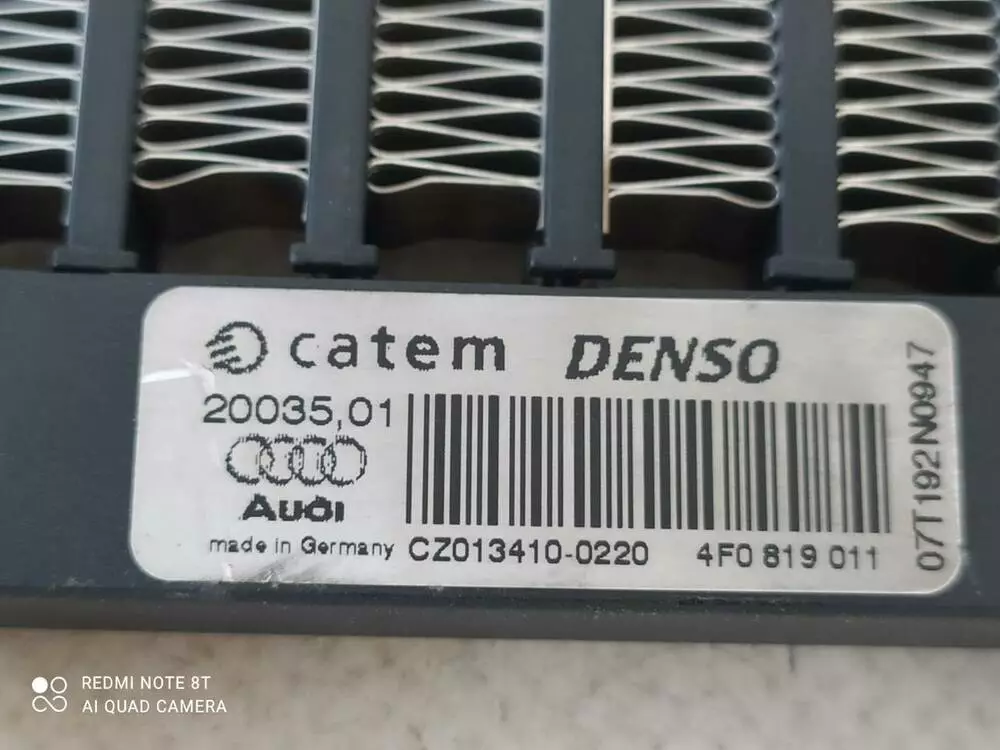 catem DENSO
20035,01
Audi
made in Germany CZ013410-0220 4F0 819 011
07T192N0947
REDMI NOTE 8T
AI QUAD CAMERA